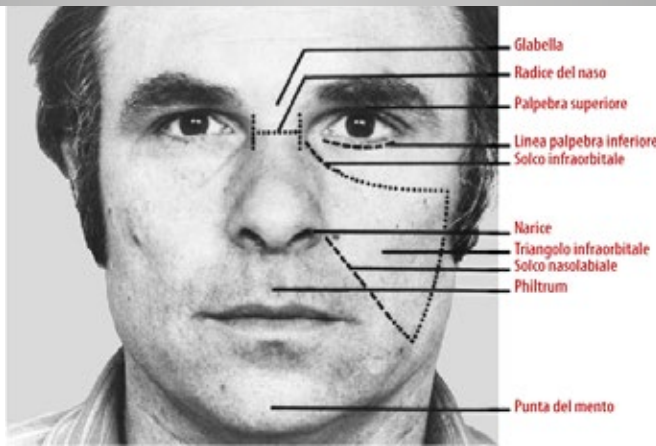 Glabella
Radice del naso
Palpebra superiore
Linea palpebra inferiore
Solco infraorbitale
Narice
Triangolo infraorbitale
Solco nasolabiale
Philtrum
Punta del mento